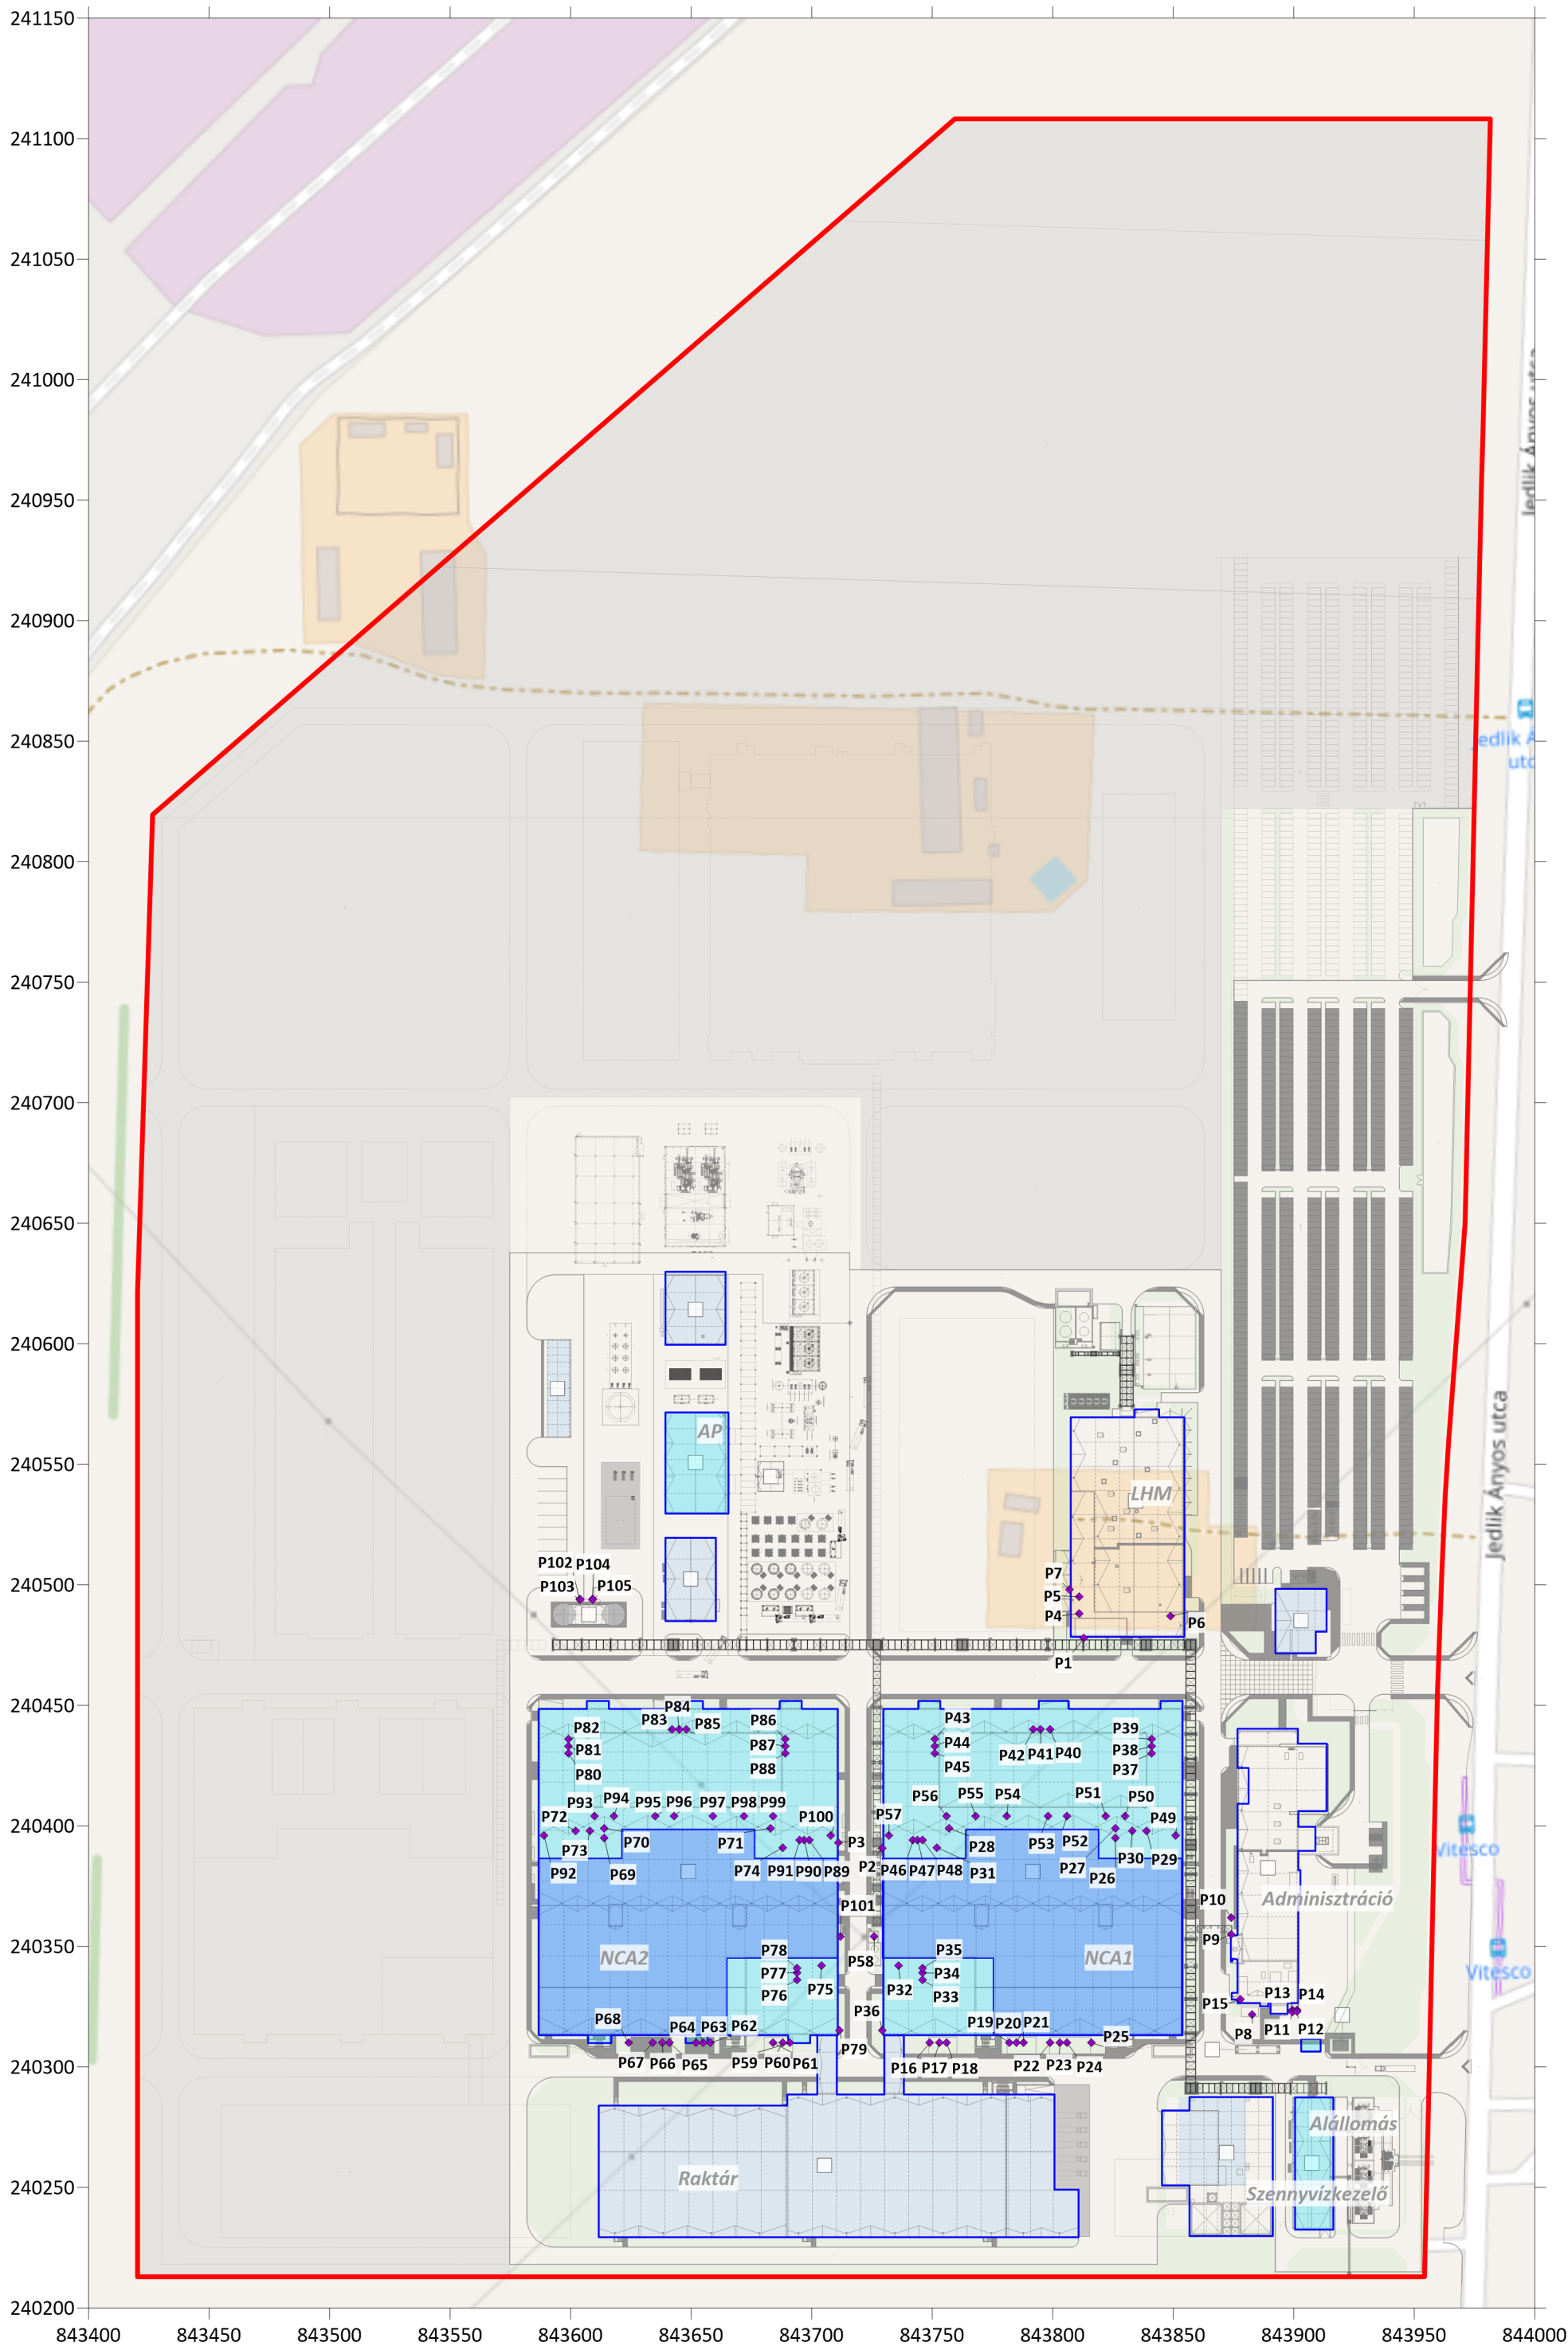 241150
241100
241050
241000
240950
240900
240850
240800
240750
240700
240650
240600
240550
240500
240450
240400
240350
240300
240250
240200
843400 843450 843500 843550 843600 843650 843700 843750 843800 843850 843900 843950 844000
Jedlik Ányos utca
Jedlik A
utc
Jedlik Ányos utca
AP
LHM
P102 P104
P103 P105
P7
P5
P4 P6
P1
P84
P82 P83 P85 P86
P81 P87
P80 P88
P43 P39
P44 P42 P41 P40 P38
P45 P37
P93 P94 P95 P96 P97 P98 P99
P72 P100
P73 P70 P71 P3
P92 P69 P74 P91 P90 P89 P2
P56 P55 P54 P51 P50
P57 P53 P52 P49
P28 P27 P30 P29
P46 P47 P48 P31 P26
Vitesco
P10 Adminisztráció
P101 P9
NCA2 P78 P58 P35 NCA1
P77 P34
P76 P75 P32 P33
Vitesco
P15 P13 P14
P68 P64 P63 P62 P36 P19 P20 P21 P8 P11 P12
P67 P66 P65 P59 P60 P61 P79 P16 P17 P18 P22 P23 P24 P25
Alállomás
Raktár
Szennyvízkezelő